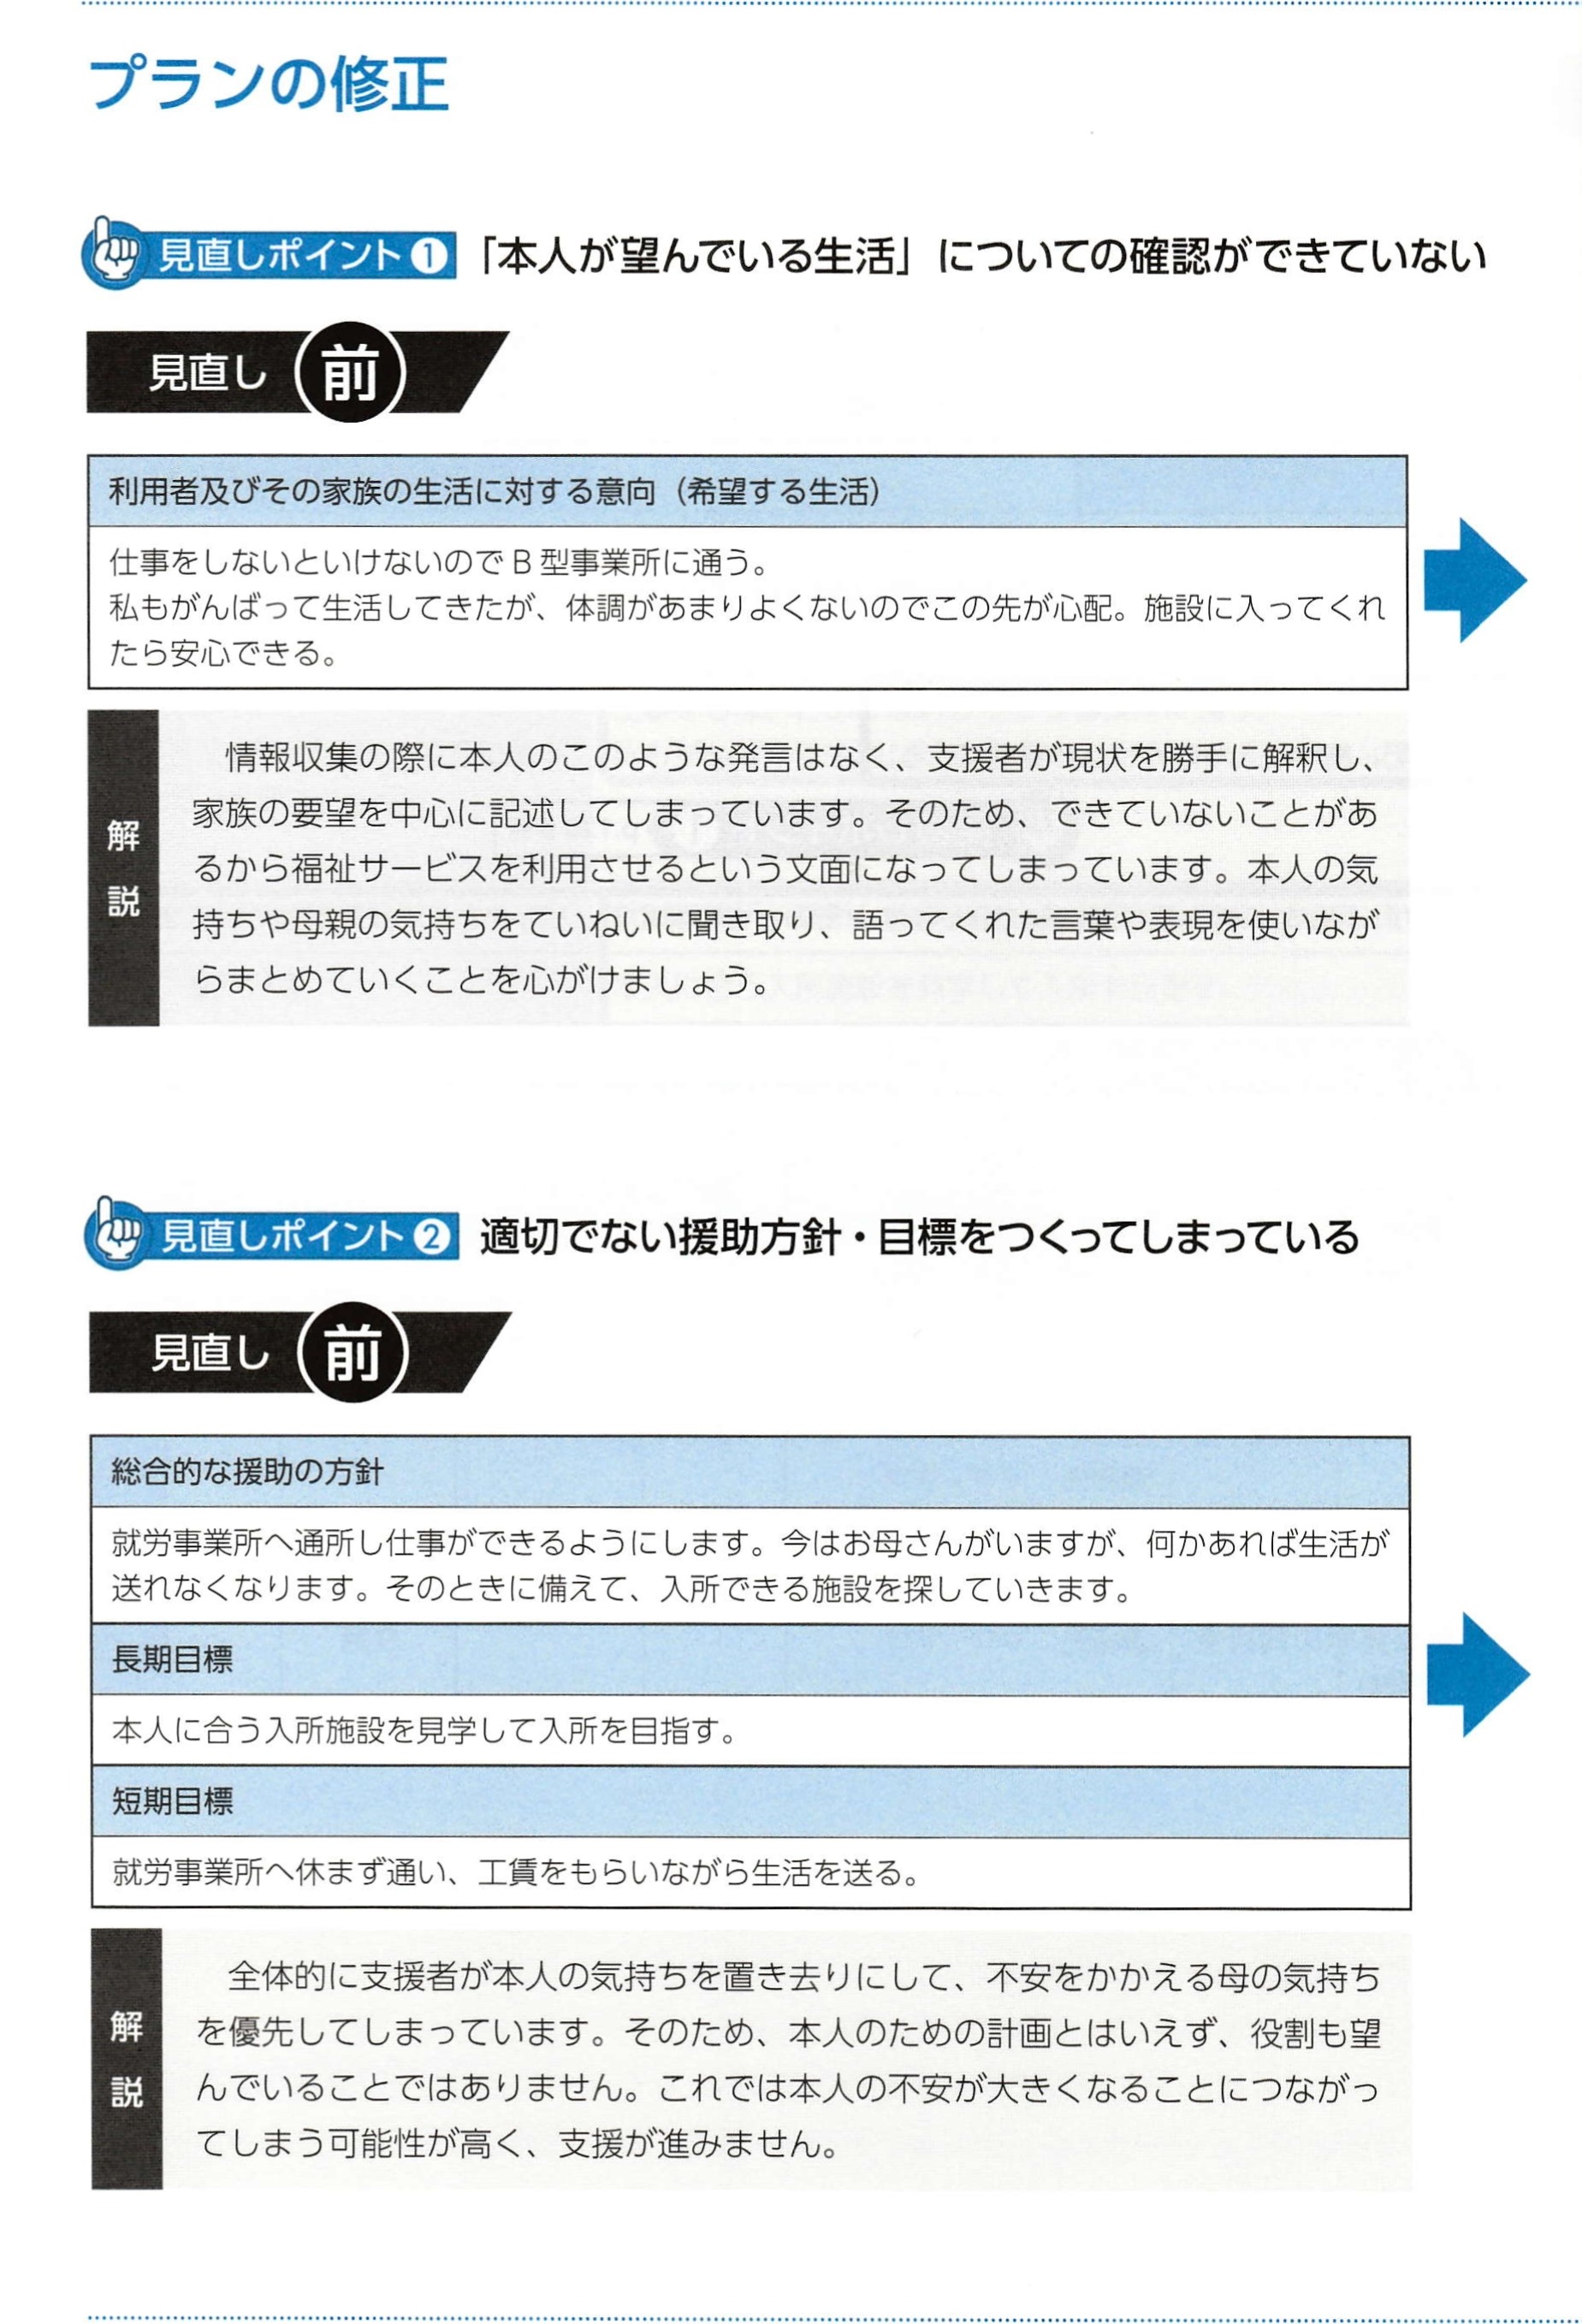 プランの修正
見直しポイント❶ 「本人が望んでいる生活」についての確認ができていない
見直し 前
利用者及びその家族の生活に対する意向（希望する生活）
仕事をしないといけないのでB型事業所に通う。
私もがんばって生活してきたが、体調があまりよくないのでこの先が心配。施設に入ってくれ
たら安心できる。
解説
情報収集の際に本人のこのような発言はなく、支援者が現状を勝手に解釈し、
家族の要望を中心に記述してしまっています。そのため、できていないことがあ
るから福祉サービスを利用させるという文面になってしまっています。本人の気
持ちや母親の気持ちをていねいに聞き取り、語ってくれた言葉や表現を使いなが
らまとめていくことを心がけましょう。
見直しポイント❷ 適切でない援助方針・目標をつくってしまっている
見直し 前
総合的な援助の方針
就労事業所へ通所し仕事ができるようにします。今はお母さんがいますが、何かあれば生活が
送れなくなります。そのときに備えて、入所できる施設を探していきます。
長期目標
本人に合う入所施設を見学して入所を目指す。
短期目標
就労事業所へ休まず通い、工賃をもらいながら生活を送る。
解説
全体的に支援者が本人の気持ちを置き去りにして、不安をかかえる母の気持ち
を優先してしまっています。そのため、本人のための計画とはいえず、役割も望
んでいることではありません。これでは本人の不安が大きくなることにつながっ
てしまう可能性が高く、支援が進みません。